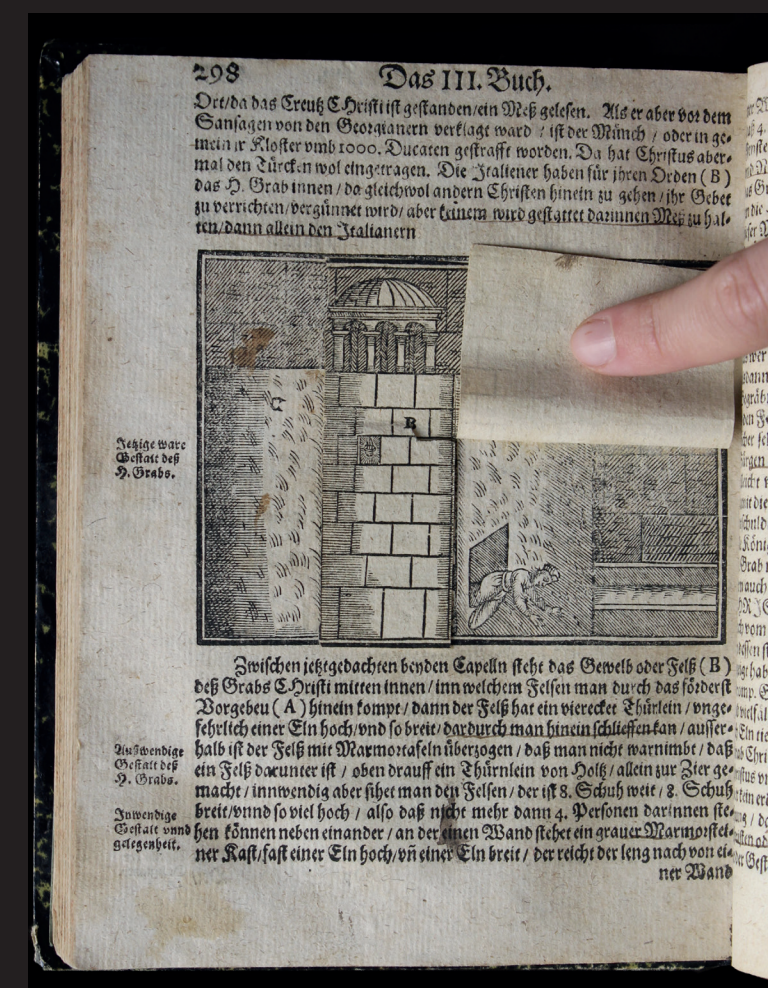 298 Das III. Buch.
Ort/da das Creutz CHristi ist gestanden/ein Meß gelesen. Als er aber vor dem
Sansagen von den Georgianern verklagt ward / ist der Münch / oder in ge-
mein jr Kloster vmb 1000. Ducaten gestrafft worden. Da hat Christus aber-
mal den Türcken wol eingetragen. Die Italiener haben für jhren Orden (B)
das H. Grab innen / da gleichwol andern Christen hinein zu gehen / jhr Gebet
zu verrichten/vergünnet wird/ aber keinem wird gestattet darinnen Meß zu hal-
ten/dann allein den Italianern
C
B
Jetzige ware
Gestalt deß
H. Grabs.
Zwischen jetztgedachten beyden Capelln steht das Gewelb oder Felß (B)
deß Grabs CHristi mitten innen / inn welchem Felsen man durch das förderst
Vorgebeu (A) hinein kompt / dann der Felß hat ein vierecket Thürlein / vnge-
fehrlich einer Eln hoch/vnd so breit/ dardurch man hinein schlieffen kan / ausser-
Außwendige
Gestalt deß
H. Grabs.
halb ist der Felß mit Marmortafeln überzogen / daß man nicht warnimbt / daß
ein Felß darunter ist / oben drauff ein Thürnlein von Holtz / allein zur Zier ge-
macht / innwendig aber sihet man den Felsen / der ist 8. Schuh weit / 8. Schuh
Inwendige
Gestalt vnnd
gelegenheit.
breit/vnnd so viel hoch / also daß nicht mehr dann 4. Personen darinnen ste-
hen können neben einander / an der einen Wand stehet ein grauer Marmorstei-
ner Kast/fast einer Eln hoch/vñ einer Eln breit / der reicht der leng nach von ei-
ner Wand